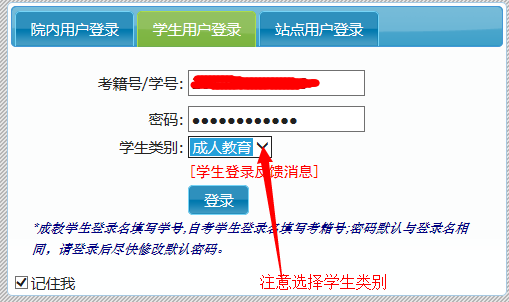 院内用户登录 学生用户登录 站点用户登录
考籍号/学号:
密码: ●●●●●●●●●●●●
学生类别: 成人教育
[学生登录反馈消息]
登录
*成教学生登录名填写学号,自考学生登录名填写考籍号;密码默认与登录名相
同，请登录后尽快修改默认密码。
记住我
注意选择学生类别